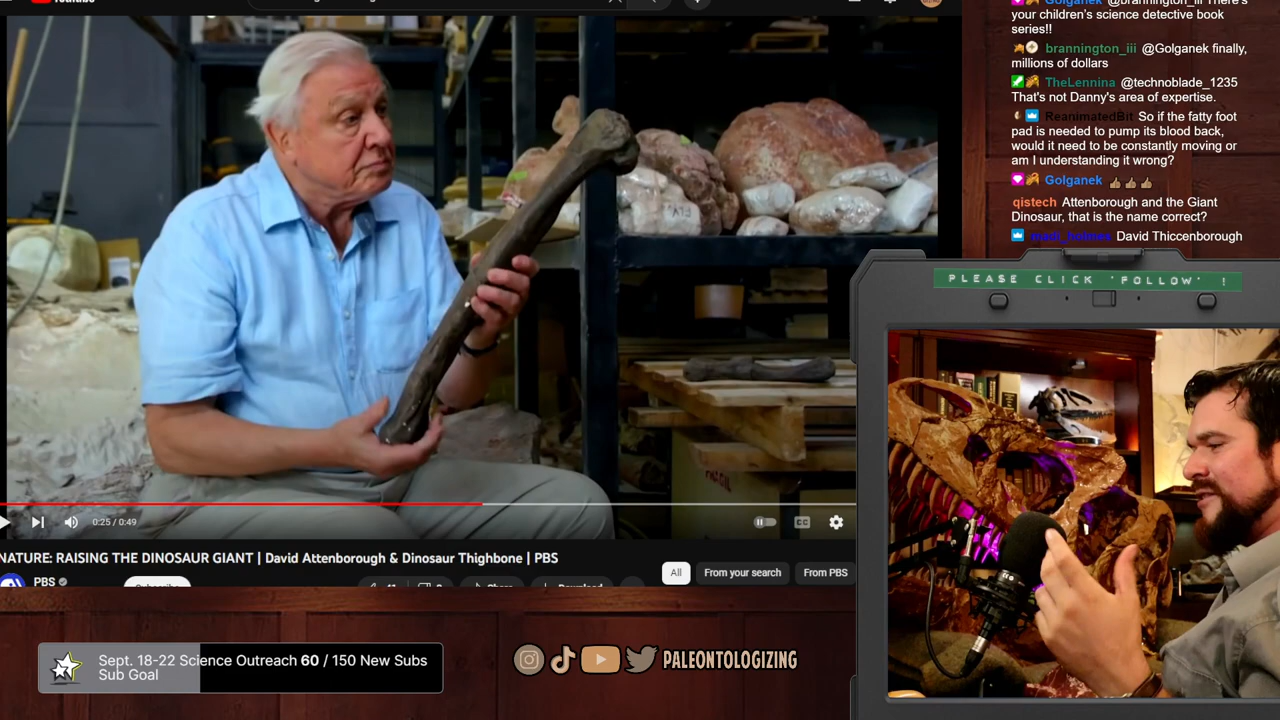 Golganek @brannington_iii There's
your children's science detective book
series!!
brannington_iii @Golganek finally,
millions of dollars
TheLennina @technoblade_1235
That's not Danny's area of expertise.
ReanimatedBit So if the fatty foot
pad is needed to pump its blood back,
would it need to be constantly moving or
am I understanding it wrong?
Golganek
qistech Attenborough and the Giant
Dinosaur, that is the name correct?
David Thiccenborough
PLEASE CLICK 'FOLLOW' !
0:25 / 0:49
CC
NATURE: RAISING THE DINOSAUR GIANT | David Attenborough & Dinosaur Thighbone | PBS
PBS
All
From your search
From PBS
Sept. 18-22 Science Outreach 60 / 150 New Subs
Sub Goal
PALEONTOLOGIZING